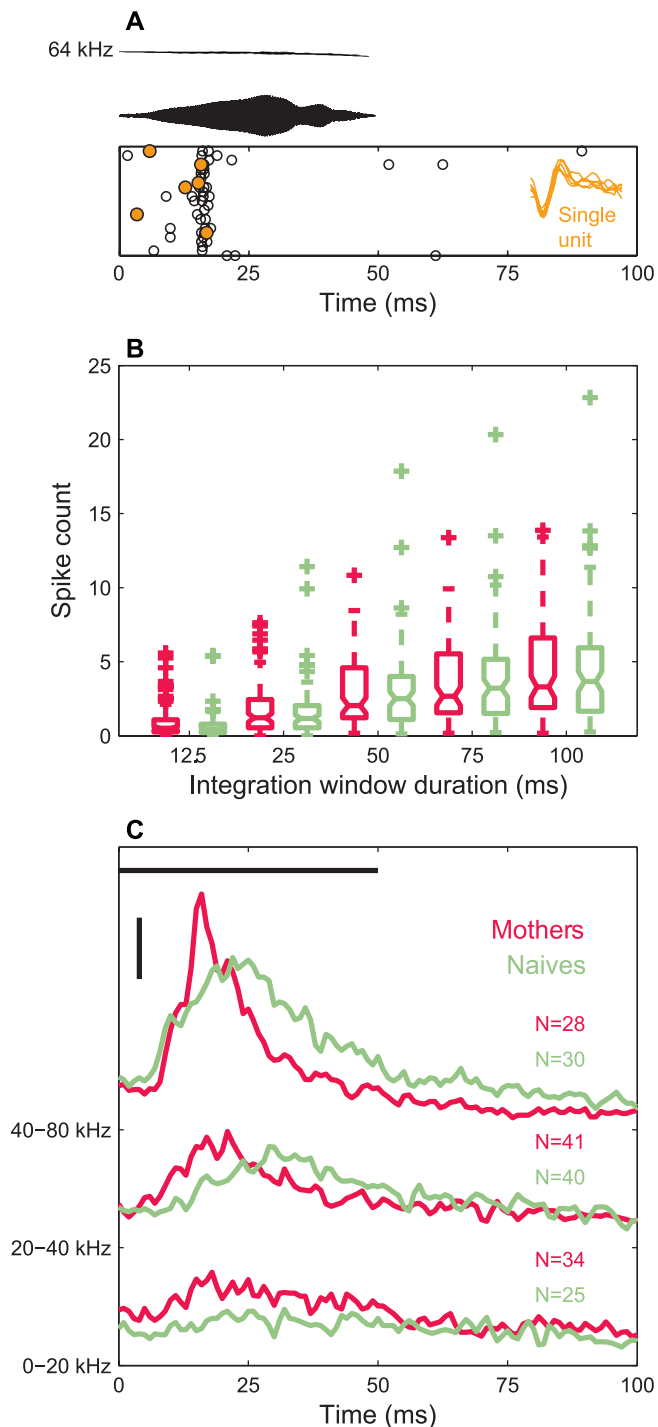 A
64 kHz
Single
unit
0 25 50 75 100
Time (ms)
B
25
20
15
10
5
0
Spike count
12.5 25 50 75 100
Integration window duration (ms)
C
Mothers
Naives
N=28
N=30
40–80 kHz
N=41
N=40
20–40 kHz
N=34
N=25
0–20 kHz
0 25 50 75 100
Time (ms)